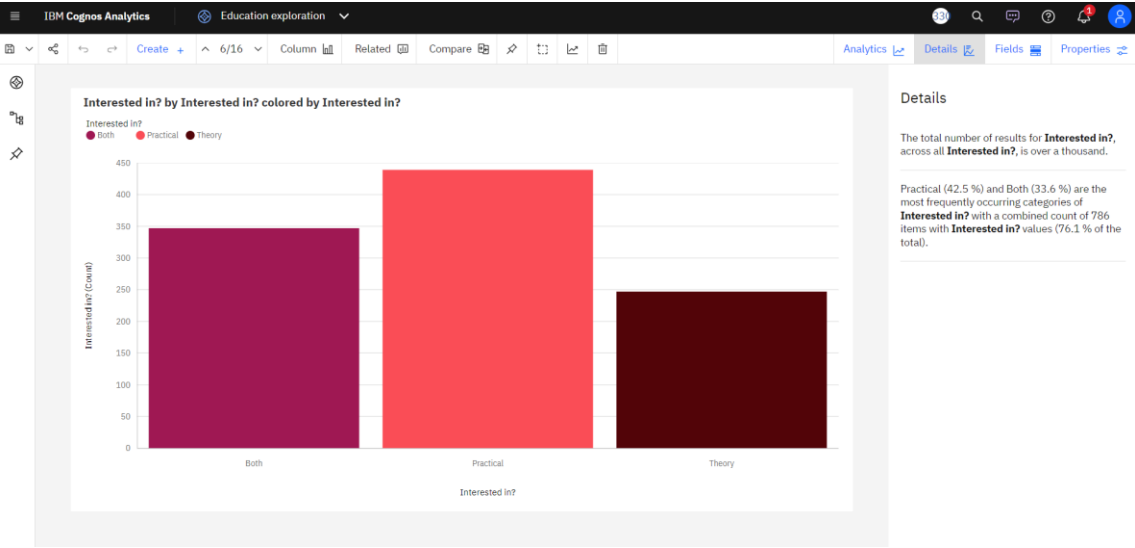 IBM Cognos Analytics
Education exploration
330
1
Create +
6/16
Column
Related
Compare
Analytics
Details
Fields
Properties
Interested in? by Interested in? colored by Interested in?
Interested in?
Both
Practical
Theory
450
400
350
300
250
200
150
100
50
0
Interested in? (Count)
Both
Practical
Theory
Interested in?
Details
The total number of results for Interested in?,
across all Interested in?, is over a thousand.
Practical (42.5 %) and Both (33.6 %) are the
most frequently occurring categories of
Interested in? with a combined count of 786
items with Interested in? values (76.1 % of the
total).